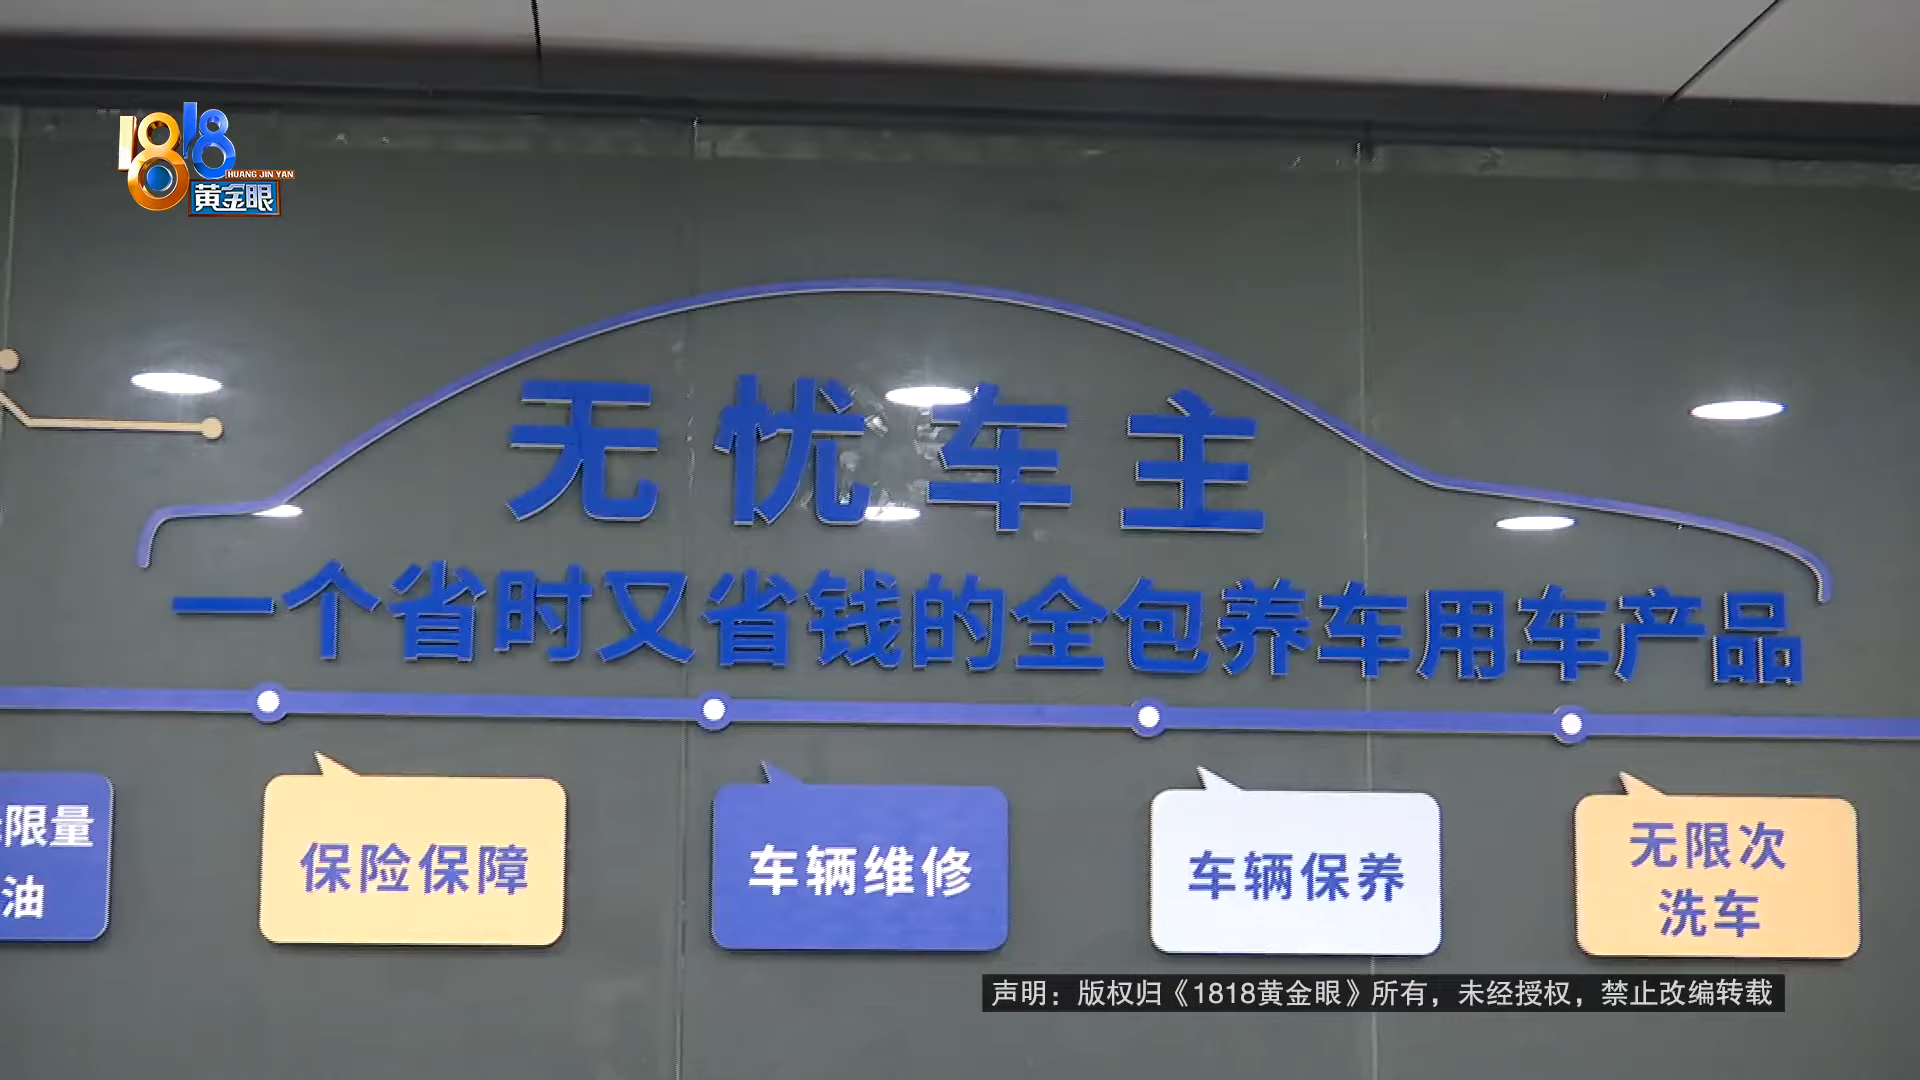 1818
HUANG JIN YAN
黄金眼
无忧车主
一个省时又省钱的全包养车用车产品
限量
油
保险保障
车辆维修
车辆保养
无限次
洗车
声明：版权归《1818黄金眼》所有，未经授权，禁止改编转载